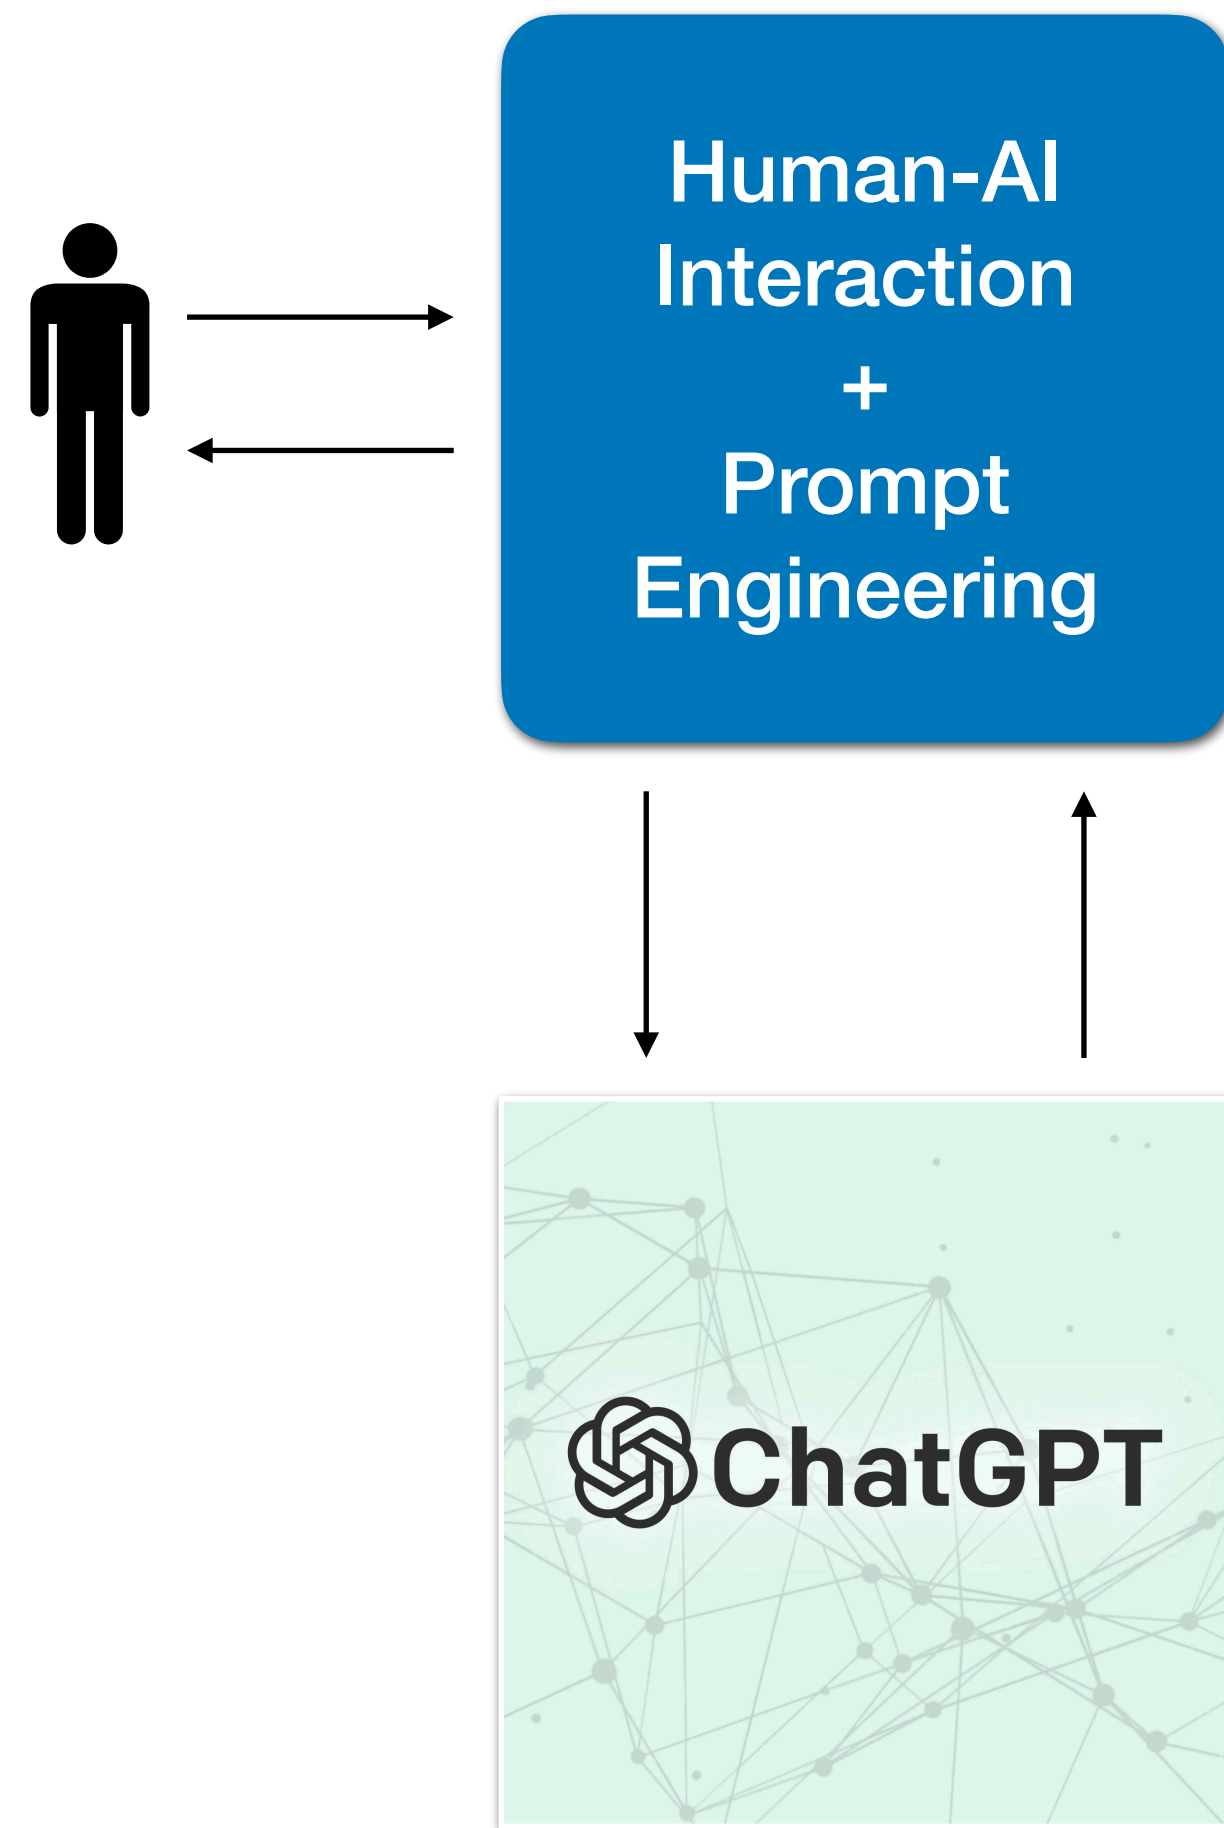 Human-AI
Interaction
+
Prompt
Engineering
ChatGPT